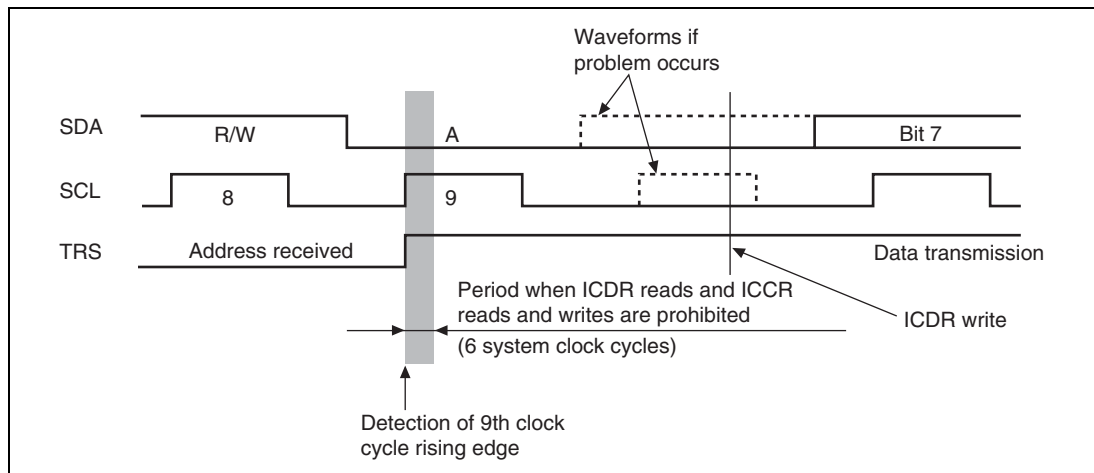 Waveforms if
problem occurs
SDA
R/W
A
Bit 7
SCL
8
9
TRS
Address received
Data transmission
Period when ICDR reads and ICCR
reads and writes are prohibited
(6 system clock cycles)
ICDR write
Detection of 9th clock
cycle rising edge